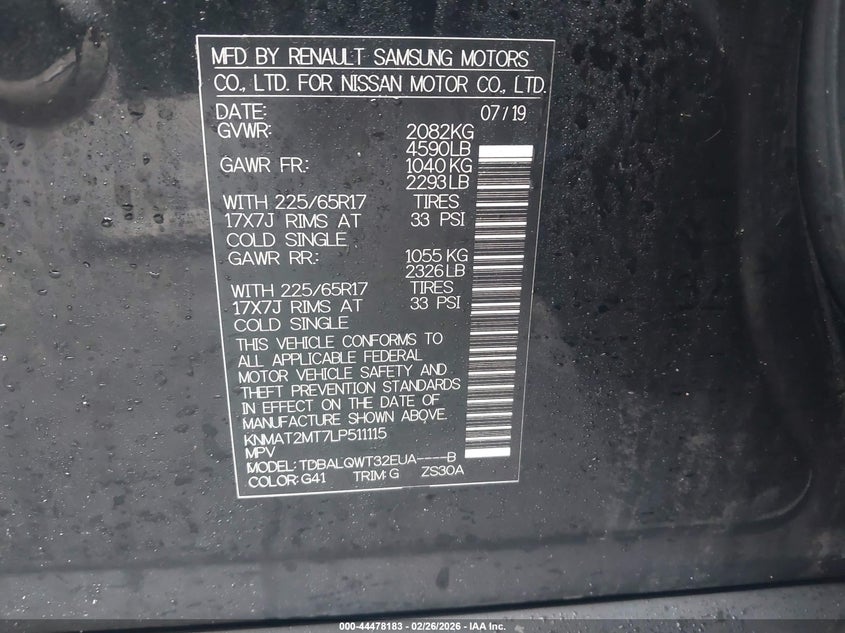 MFD BY RENAULT SAMSUNG MOTORS
CO., LTD. FOR NISSAN MOTOR CO., LTD.
DATE: 07/19
GVWR: 2082KG
4590LB
GAWR FR.: 1040 KG
2293LB
WITH 225/65R17 TIRES
17X7J RIMS AT 33 PSI
COLD SINGLE
GAWR RR.: 1055 KG
2326LB
WITH 225/65R17 TIRES
17X7J RIMS AT 33 PSI
COLD SINGLE
THIS VEHICLE CONFORMS TO
ALL APPLICABLE FEDERAL
MOTOR VEHICLE SAFETY AND
THEFT PREVENTION STANDARDS
IN EFFECT ON THE DATE OF
MANUFACTURE SHOWN ABOVE.
KNMAT2MT7LP511115
MPV
MODEL: TDBALQWT32EUA----B
COLOR: G41 TRIM: G ZS30A
000-44478183 - 02/26/2026 - IAA Inc.